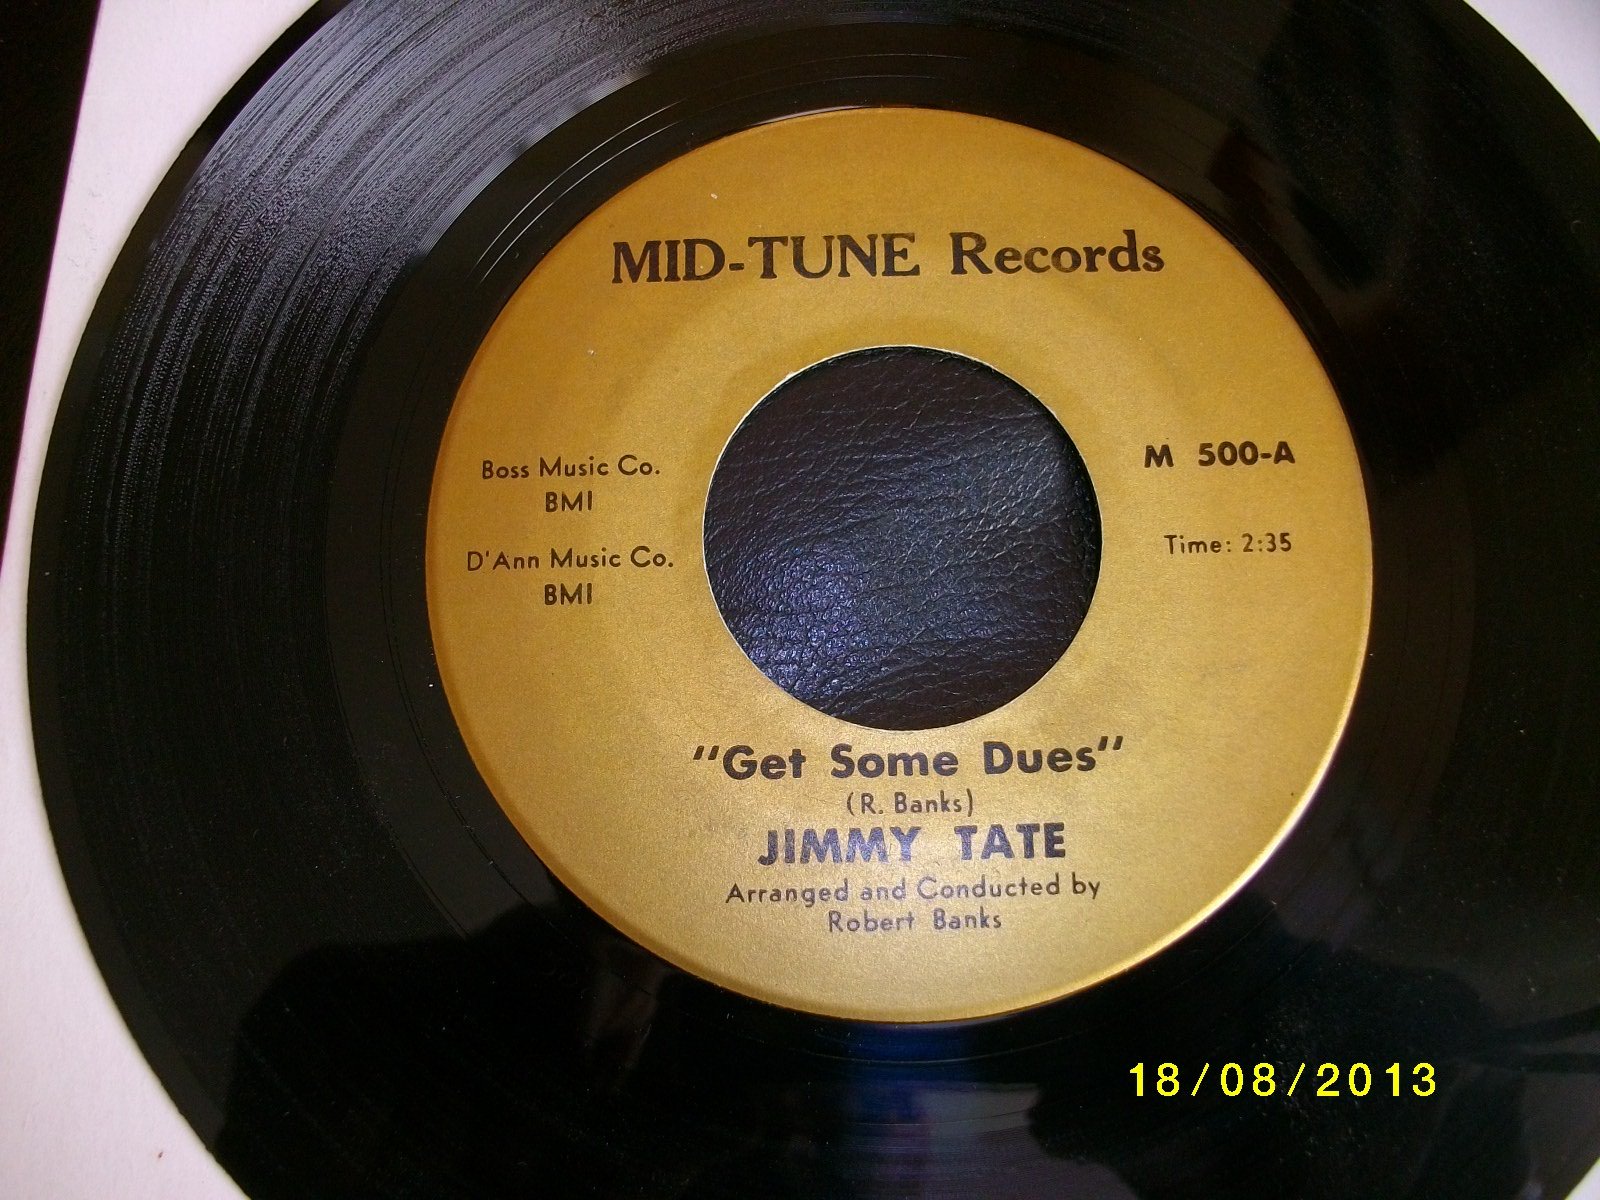 MID-TUNE Records
Boss Music Co.
BMI
D'Ann Music Co.
BMI
M 500-A
Time: 2:35
"Get Some Dues"
(R. Banks)
JIMMY TATE
Arranged and Conducted by
Robert Banks
18/08/2013